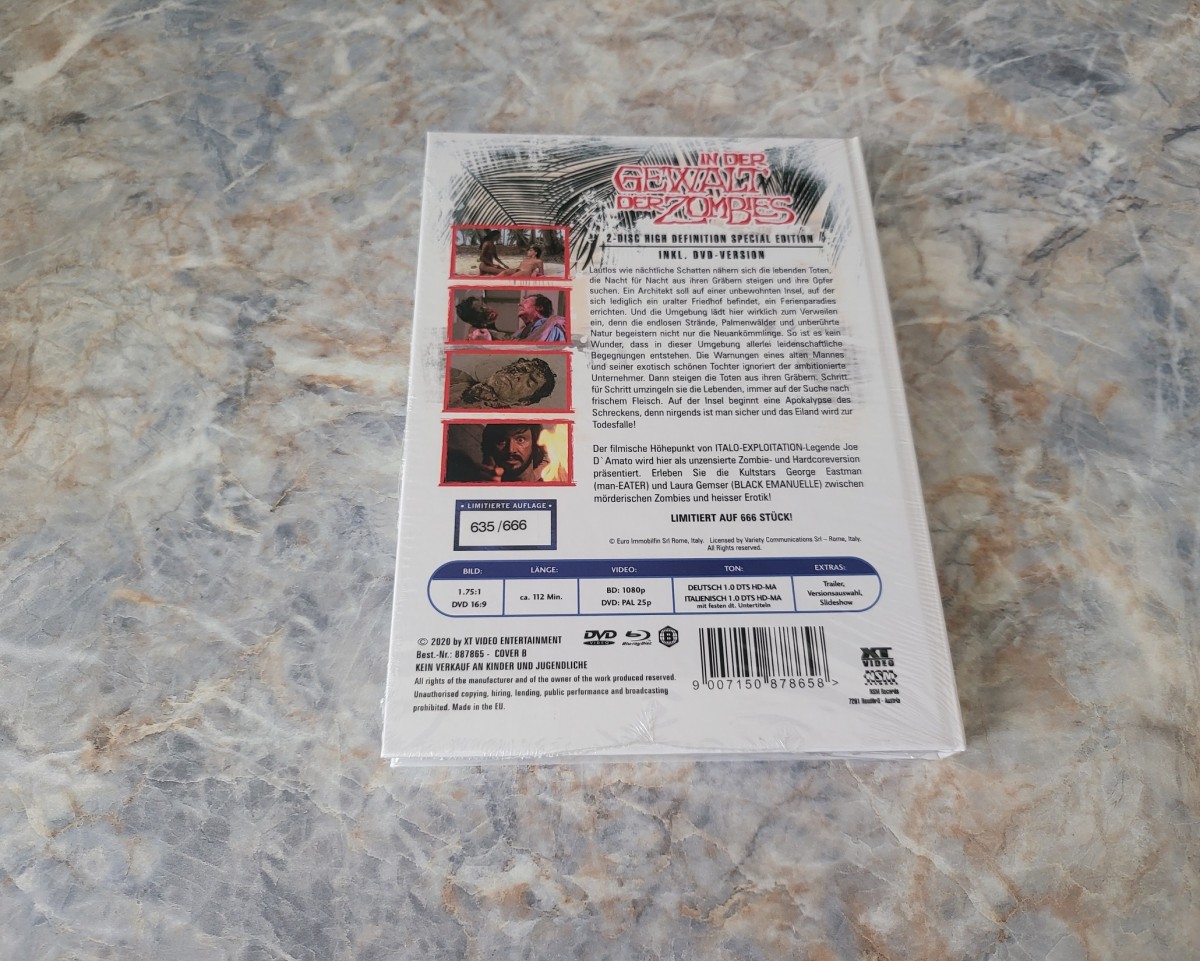 IN DER
GEWALT
DER ZOMBIES
2-DISC HIGH DEFINITION SPECIAL EDITION
INKL. DVD-VERSION
Lautlos wie nächtliche Schatten nähern sich die lebenden Toten,
die Nacht für Nacht aus ihren Gräbern steigen und ihre Opfer
suchen. Ein Architekt soll auf einer unbewohnten Insel, auf der
sich lediglich ein uralter Friedhof befindet, ein Ferienparadies
errichten. Und die Umgebung lädt hier wirklich zum Verweilen
ein, denn die endlosen Strände, Palmenwälder und unberührte
Natur begeistern nicht nur die Neuankömmlinge. So ist es kein
Wunder, dass in dieser Umgebung allerlei leidenschaftliche
Begegnungen entstehen. Die Warnungen eines alten Mannes
und seiner exotisch schönen Tochter ignoriert der ambitionierte
Unternehmer. Dann steigen die Toten aus ihren Gräbern. Schritt
für Schritt umzingeln sie die Lebenden, immer auf der Suche nach
frischem Fleisch. Auf der Insel beginnt eine Apokalypse des
Schreckens, denn nirgends ist man sicher und das Eiland wird zur
Todesfalle!
Der filmische Höhepunkt von ITALO-EXPLOITATION-Legende Joe
D`Amato wird hier als unzensierte Zombie- und Hardcoreversion
präsentiert. Erleben Sie die Kultstars George Eastman
(man-EATER) und Laura Gemser (BLACK EMANUELLE) zwischen
mörderischen Zombies und heisser Erotik!
LIMITIERT AUF 666 STÜCK!
• LIMITIERTE AUFLAGE •
635/666
© Euro Immobilfin Srl Rome, Italy. Licensed by Variety Communications Srl – Rome, Italy.
All Rights reserved.
BILD: LÄNGE: VIDEO: TON: EXTRAS:
1.75:1 ca. 112 Min. BD: 1080p DEUTSCH 1.0 DTS HD-MA Trailer,
DVD 16:9 DVD: PAL 25p ITALIENISCH 1.0 DTS HD-MA Versionsauswahl,
mit festen dt. Untertiteln Slideshow
© 2020 by XT VIDEO ENTERTAINMENT
Best.-Nr.: 887865 - COVER B
KEIN VERKAUF AN KINDER UND JUGENDLICHE
All rights of the manufacturer and of the owner of the work produced reserved.
Unauthorised copying, hiring, lending, public performance and broadcasting
prohibited. Made in the EU.
DVD VIDEO Blu-ray Disc B
9 007150 878658 >
XT
VIDEO
NSM
NSM Records
Austria